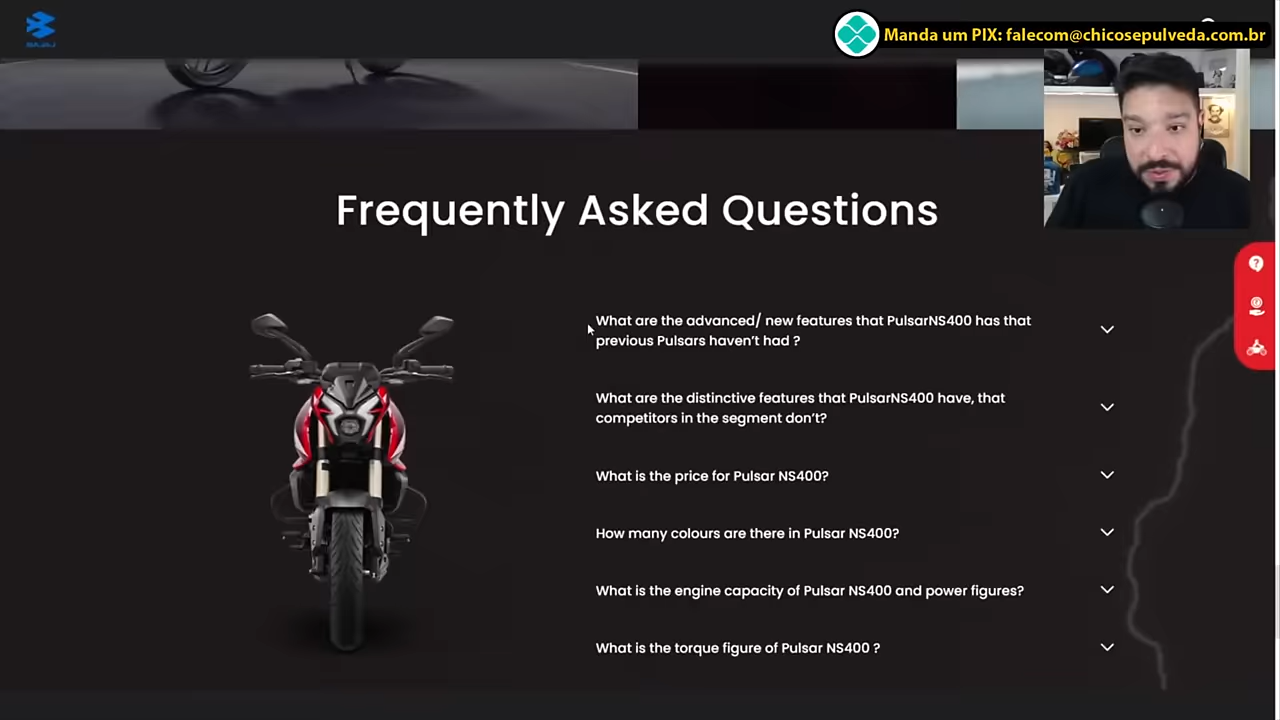 BAJAJ
Manda um PIX: falecom@chicosepulveda.com.br
Frequently Asked Questions
What are the advanced/ new features that PulsarNS400 has that
previous Pulsars haven't had ?
What are the distinctive features that PulsarNS400 have, that
competitors in the segment don't?
What is the price for Pulsar NS400?
How many colours are there in Pulsar NS400?
What is the engine capacity of Pulsar NS400 and power figures?
What is the torque figure of Pulsar NS400 ?